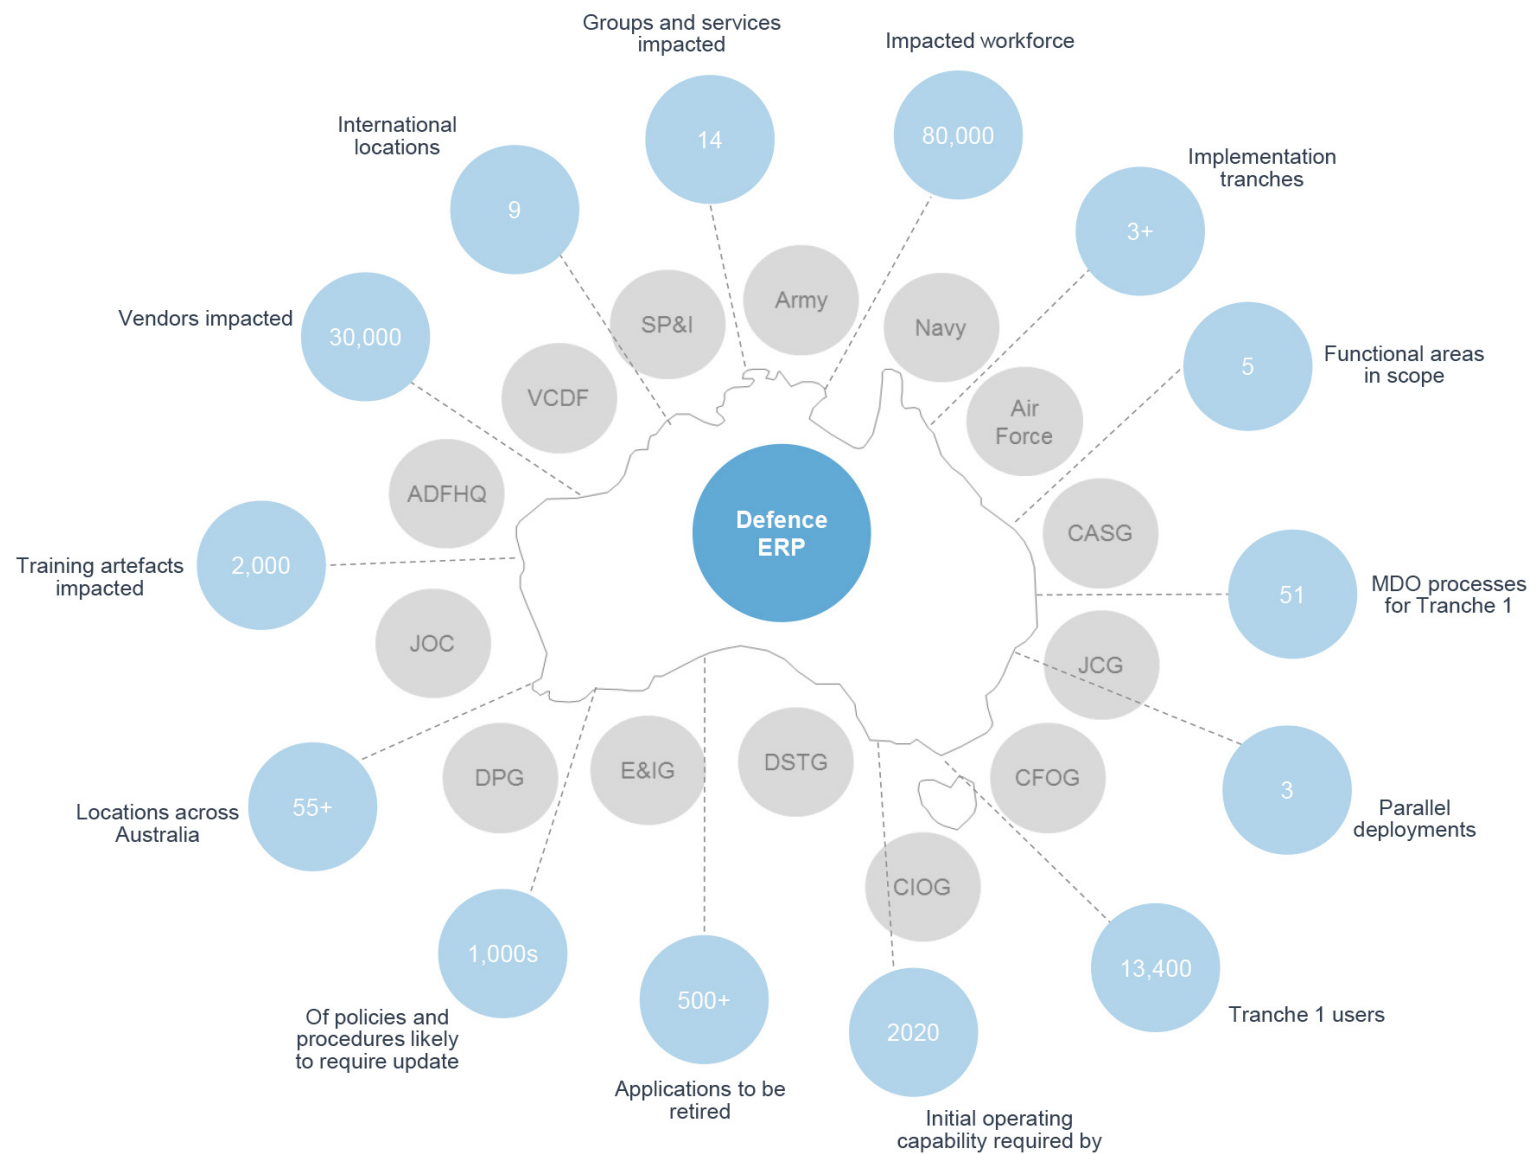 Groups and services
impacted
14
Impacted workforce
80,000
International
locations
9
Implementation
tranches
3+
Vendors impacted
30,000
Functional areas
in scope
5
Training artefacts
impacted
2,000
MDO processes
for Tranche 1
51
Locations across
Australia
55+
Parallel
deployments
3
1,000s
Of policies and
procedures likely
to require update
500+
Applications to be
retired
2020
Initial operating
capability required by
13,400
Tranche 1 users
SP&I
Army
Navy
VCDF
Air
Force
ADFHQ
CASG
JOC
JCG
DPG
E&IG
DSTG
CFOG
CIOG
Defence
ERP